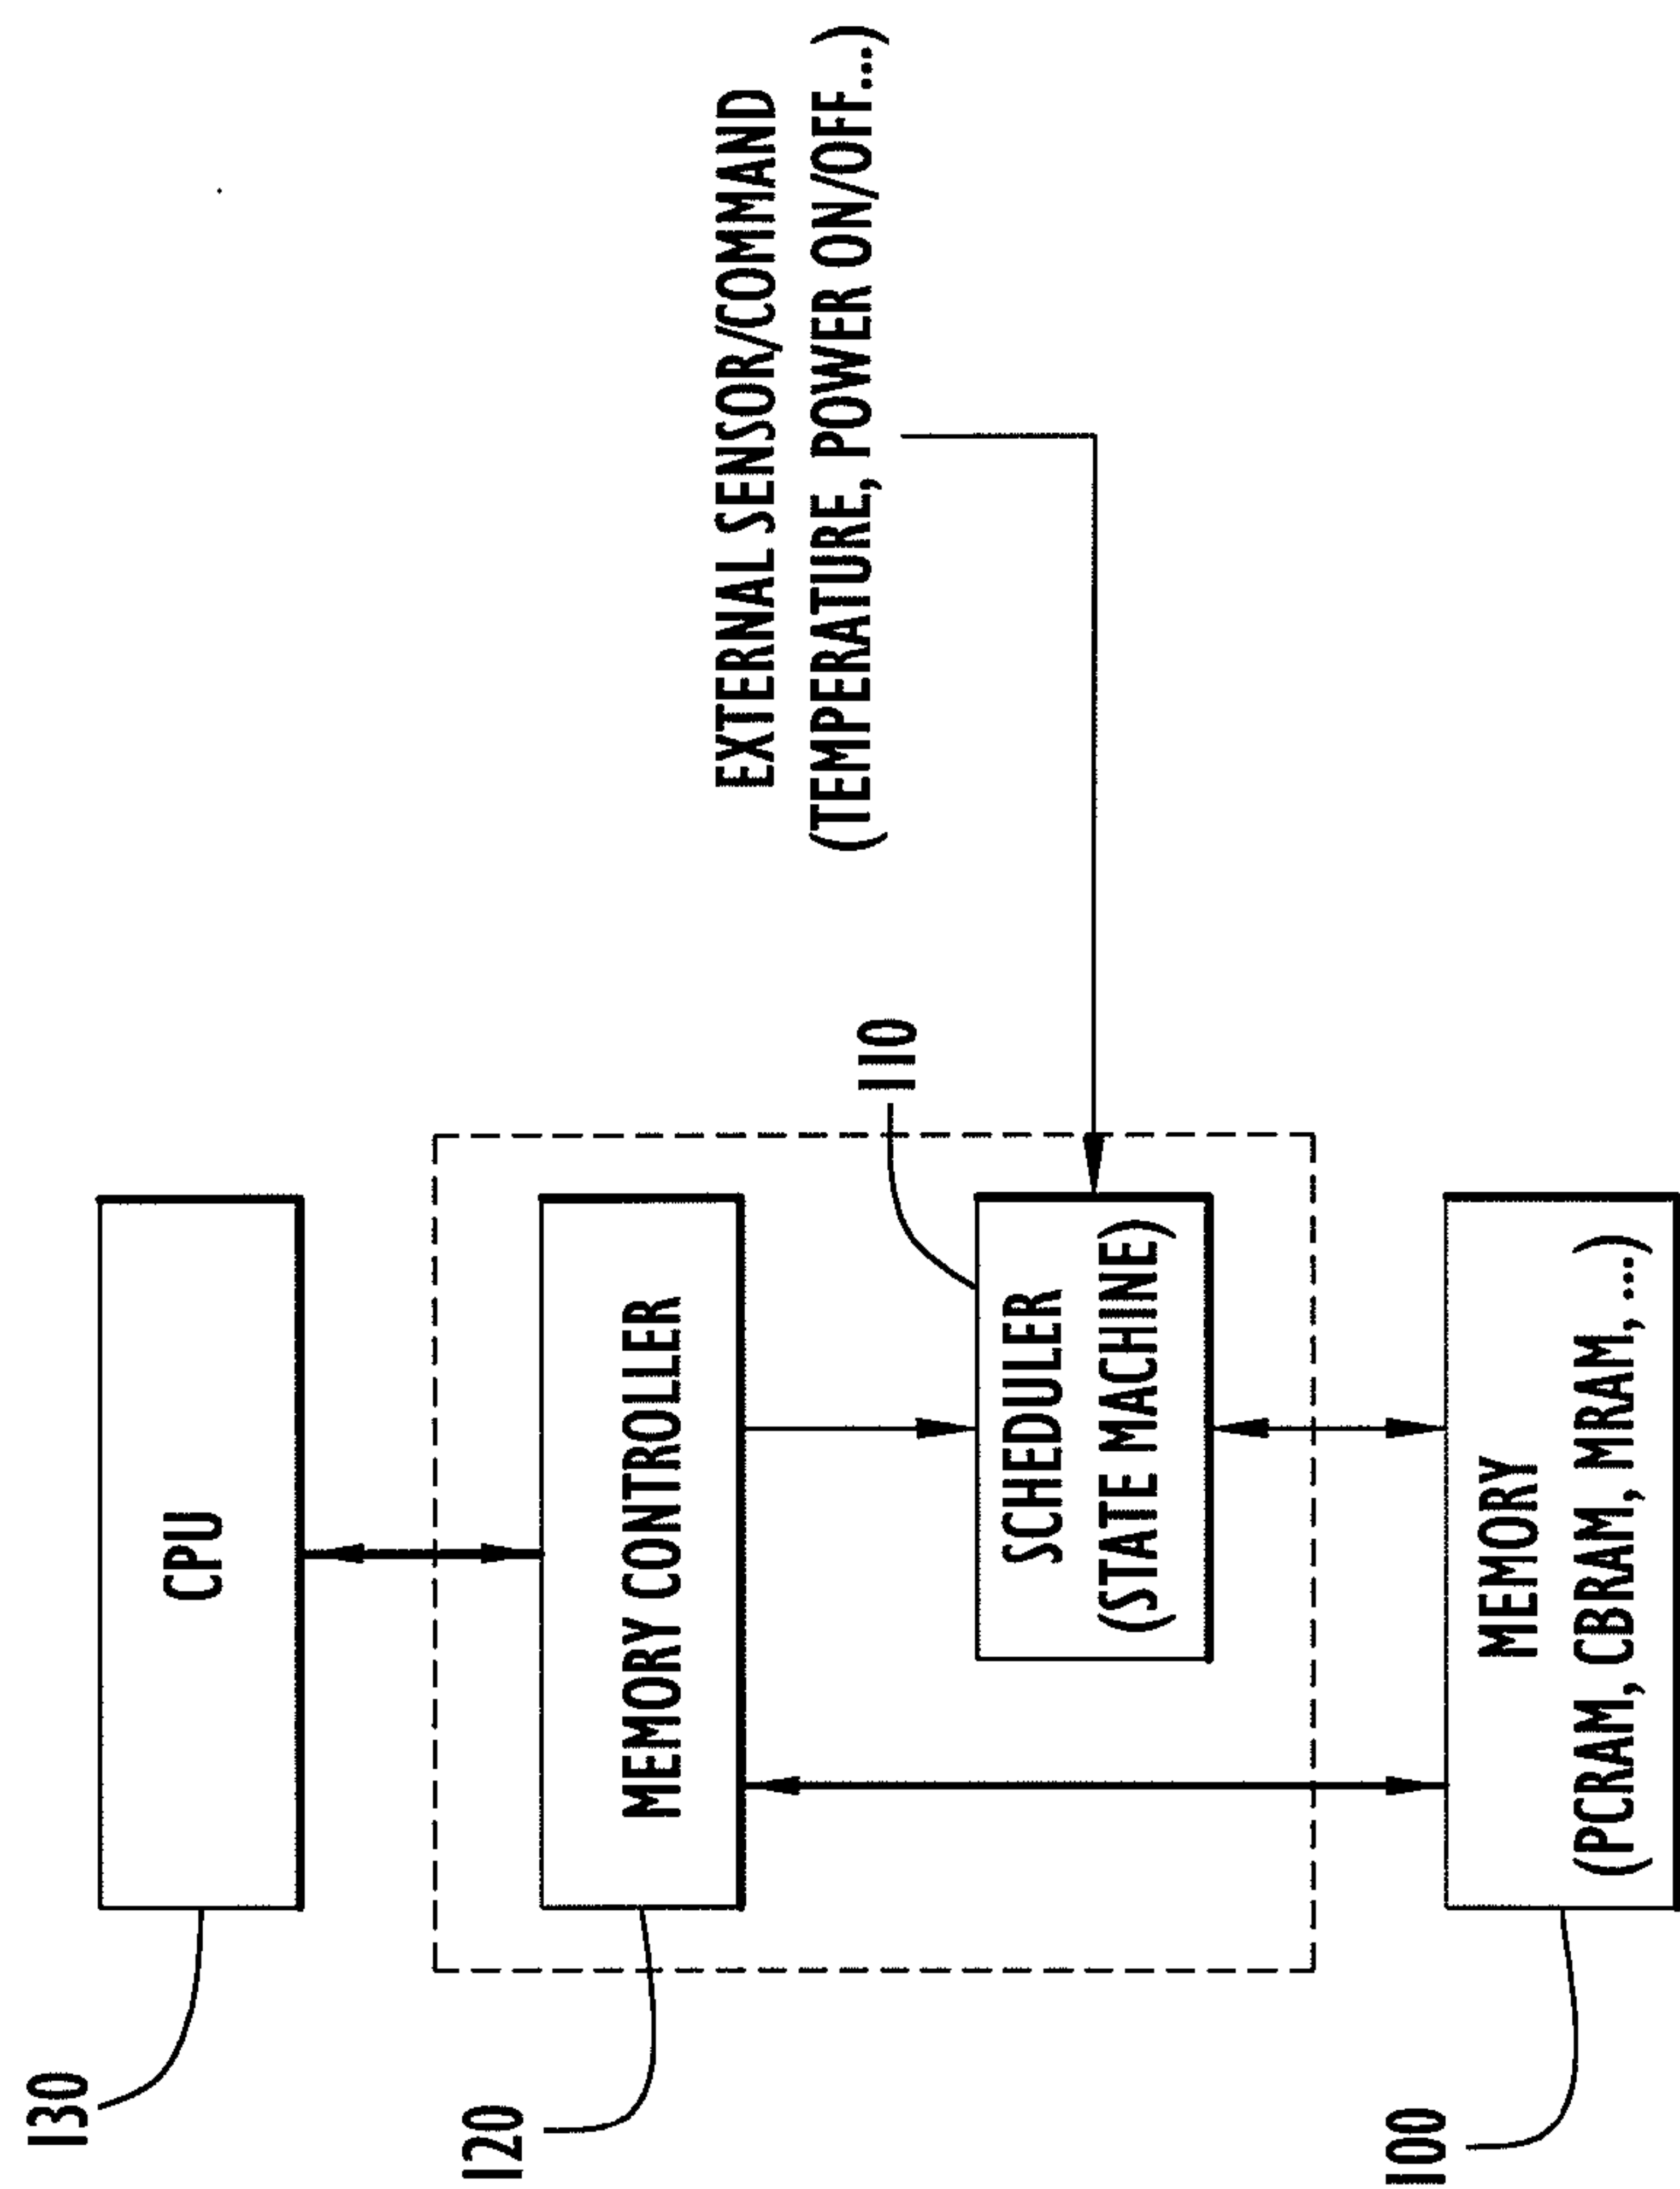 130
CPU
120
MEMORY CONTROLLER
110
SCHEDULER
(STATE MACHINE)
EXTERNAL SENSOR/COMMAND
(TEMPERATURE, POWER ON/OFF...)
100
MEMORY
(PCRAM, CBRAM, MRAM, ...)